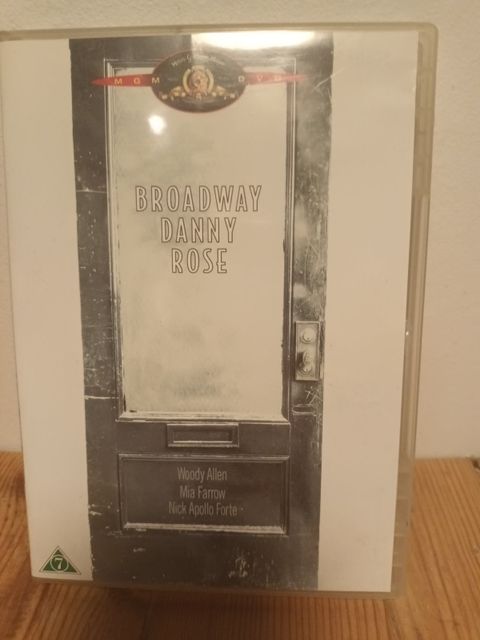 MGM DVD
BROADWAY
DANNY
ROSE
Woody Allen
Mia Farrow
Nick Apollo Forte
7